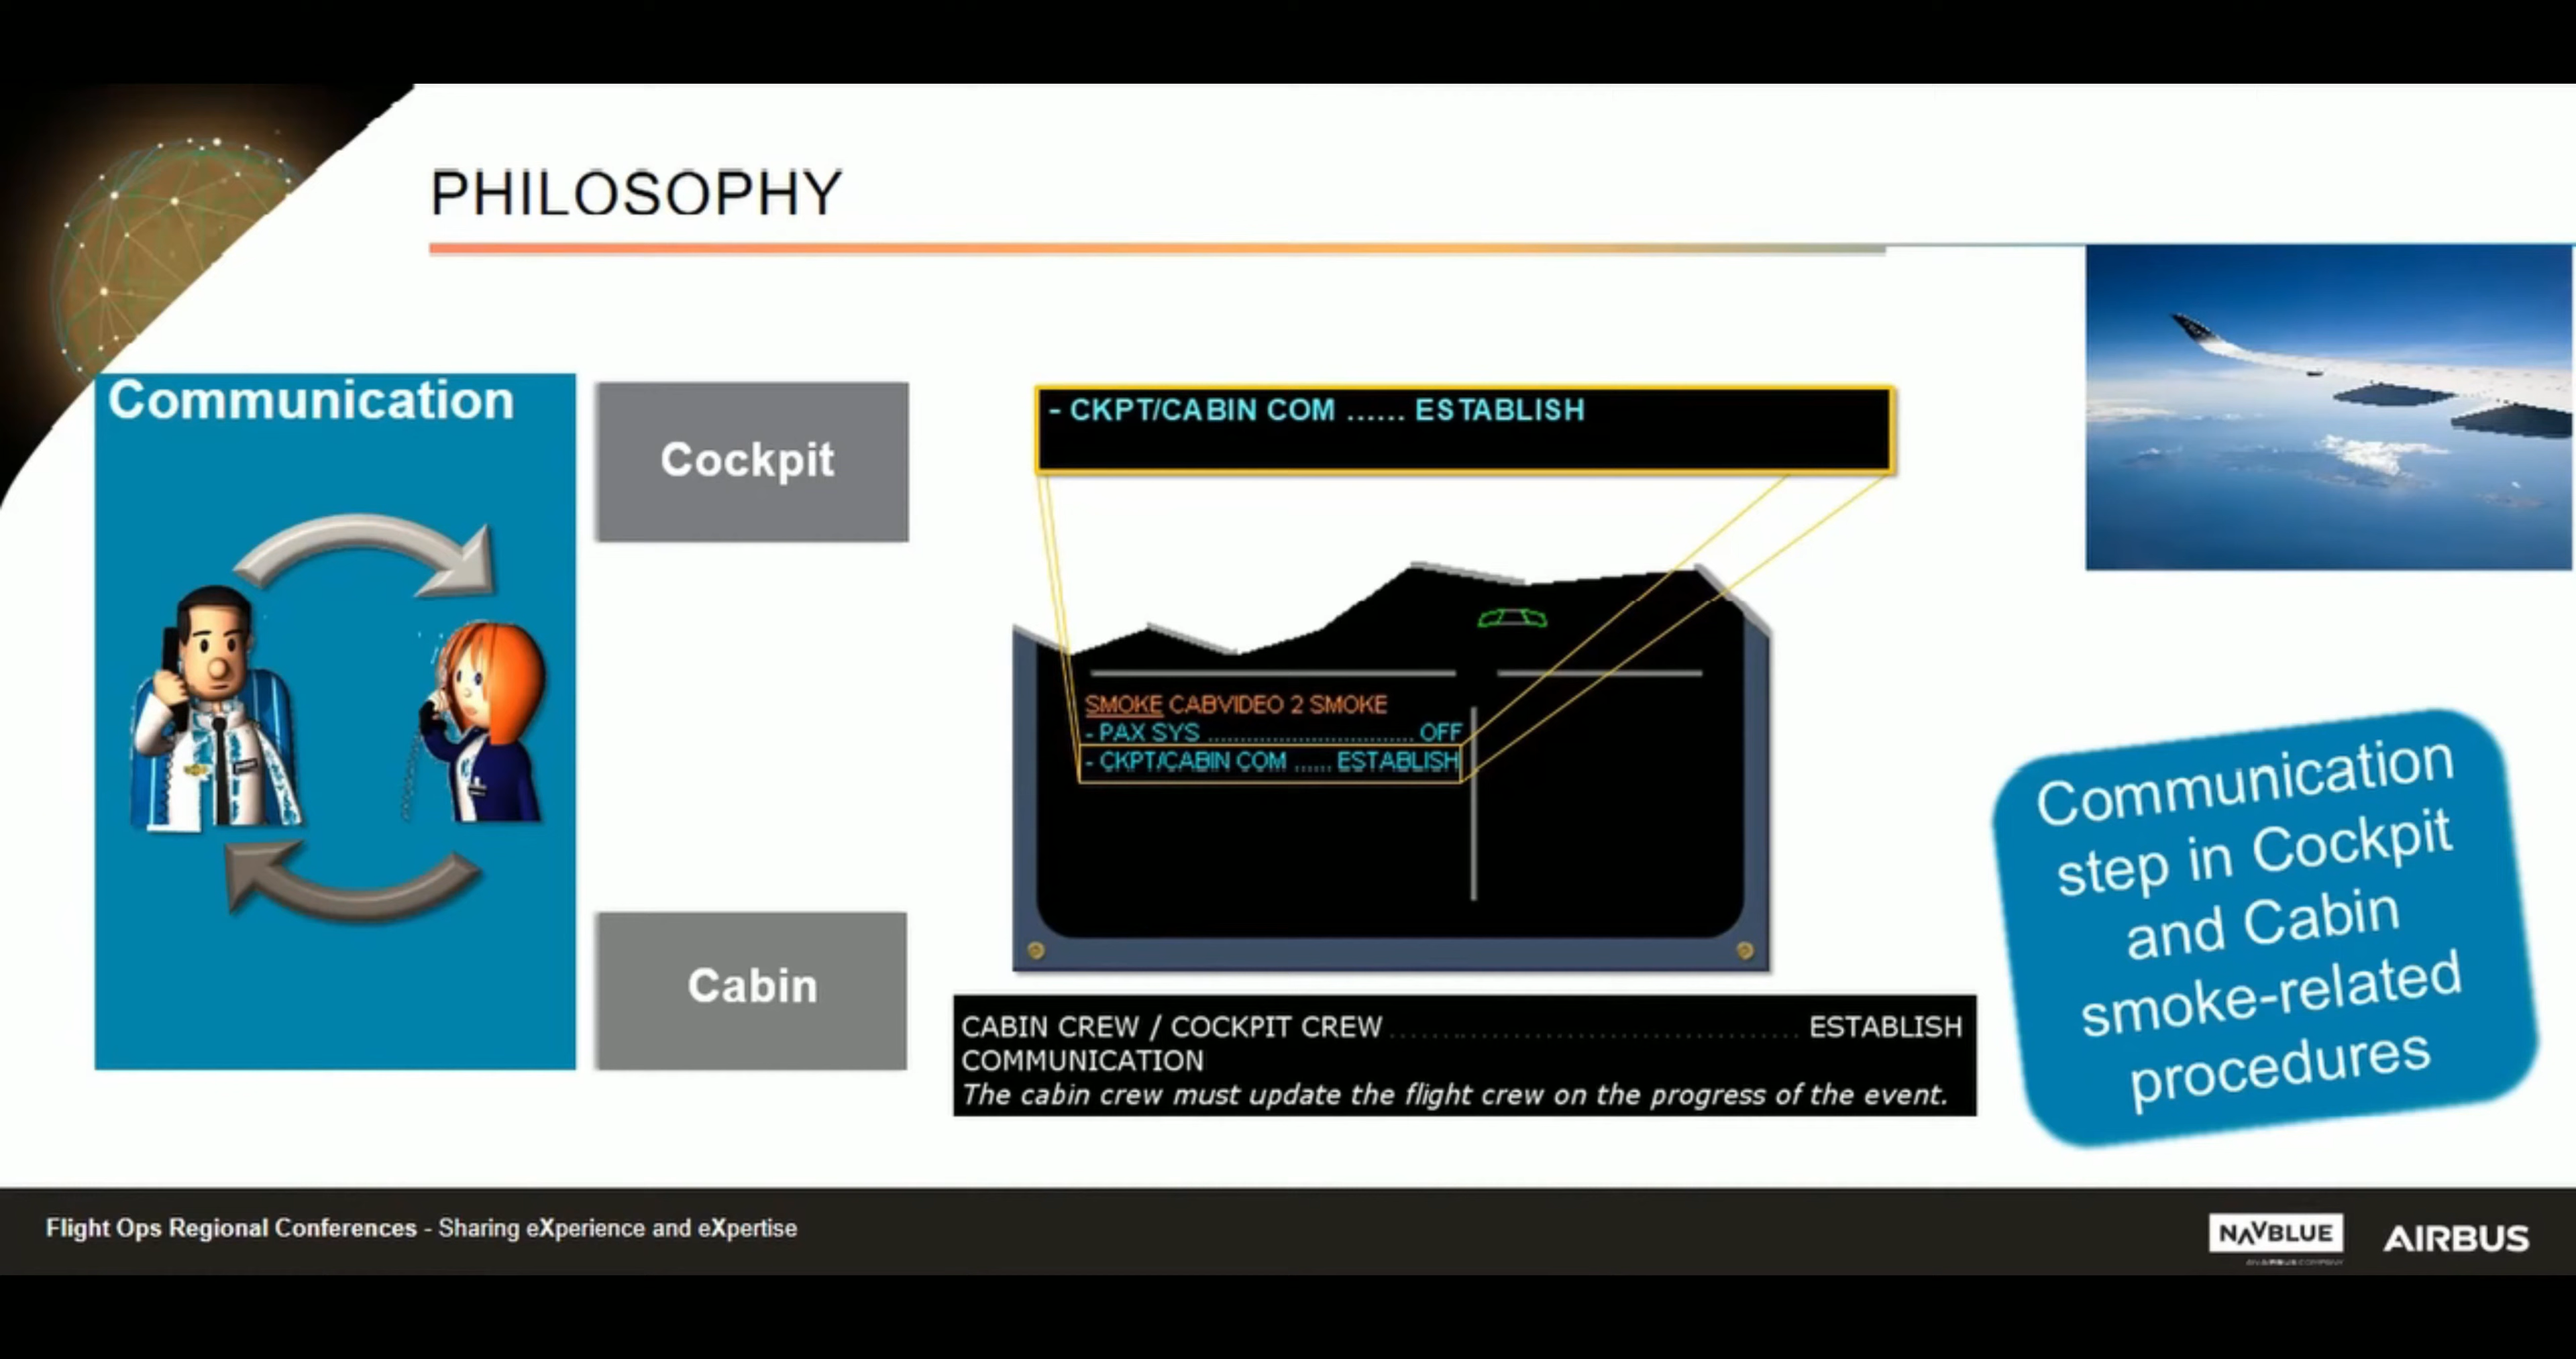 PHILOSOPHY
Communication
Cockpit
- CKPT/CABIN COM ...... ESTABLISH
SMOKE CABVIDEO 2 SMOKE
- PAX SYS ................................ OFF
- CKPT/CABIN COM ...... ESTABLISH
Cabin
CABIN CREW / COCKPIT CREW ........................................ ESTABLISH
COMMUNICATION
The cabin crew must update the flight crew on the progress of the event.
Communication
step in Cockpit
and Cabin
smoke-related
procedures
Flight Ops Regional Conferences - Sharing eXperience and eXpertise
NAVBLUE
AN AIRBUS COMPANY
AIRBUS